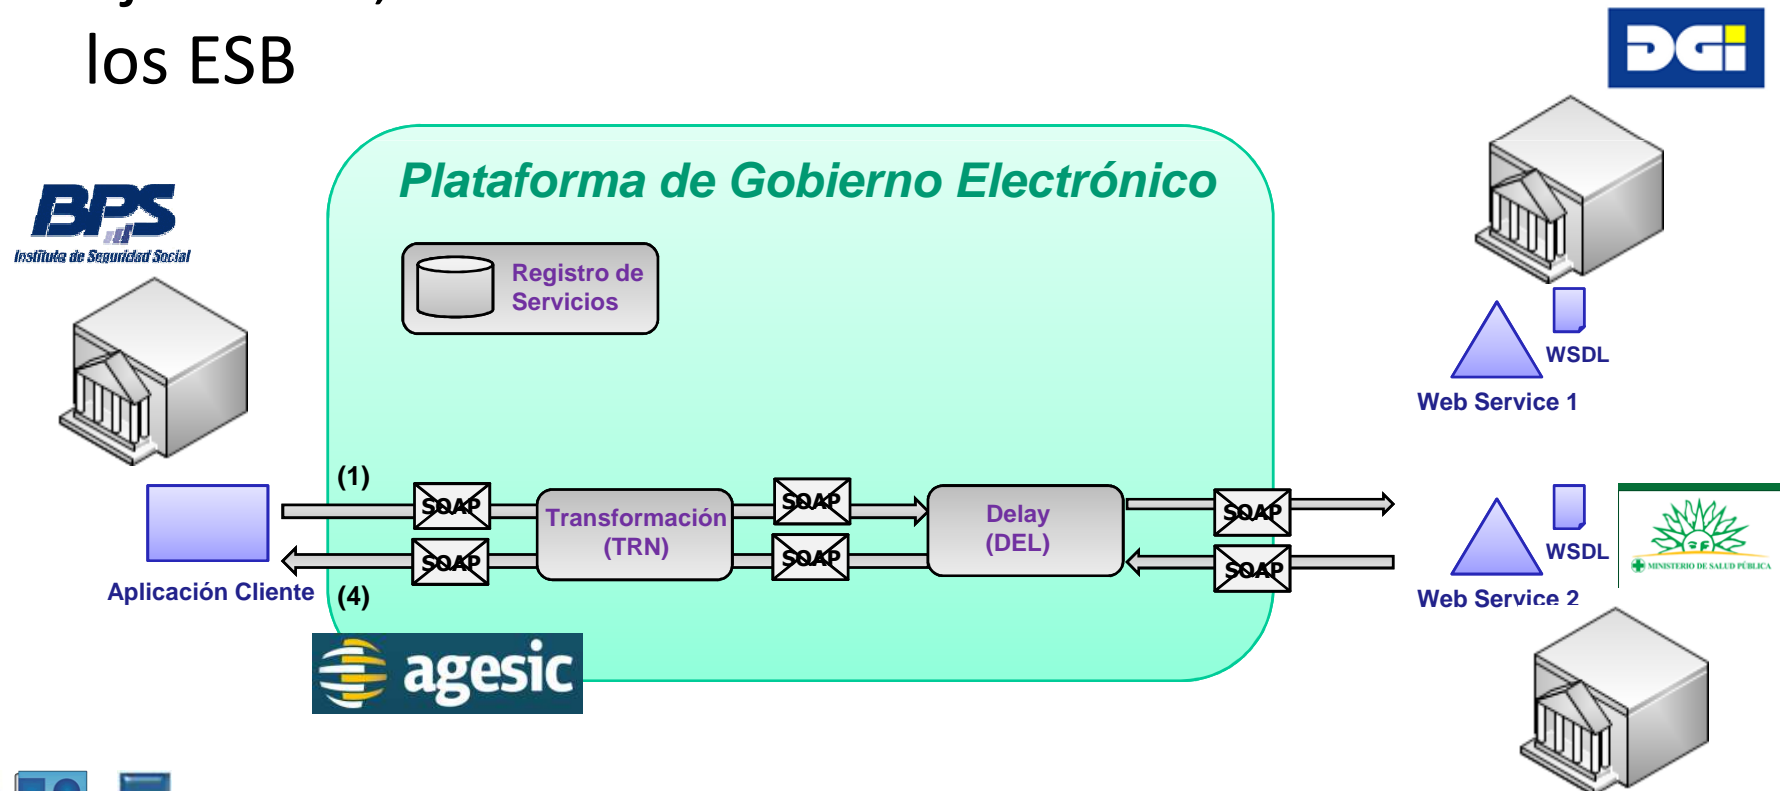 los ESB
DGi
BPS
Instituto de Seguridad Social
Plataforma de Gobierno Electrónico
Registro de
Servicios
WSDL
Web Service 1
(1)
SOAP
SOAP
SOAP
Transformación
(TRN)
Delay
(DEL)
SOAP
SOAP
SOAP
Aplicación Cliente
(4)
WSDL
Web Service 2
MINISTERIO DE SALUD PÚBLICA
agesic